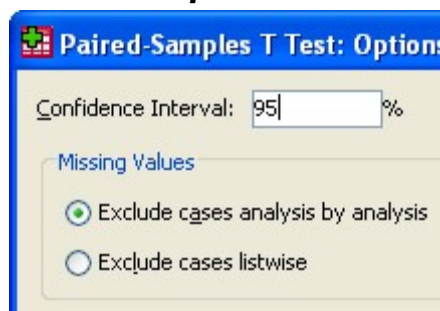 Paired-Samples T Test: Options
Confidence Interval: 95 %
Missing Values
Exclude cases analysis by analysis
Exclude cases listwise